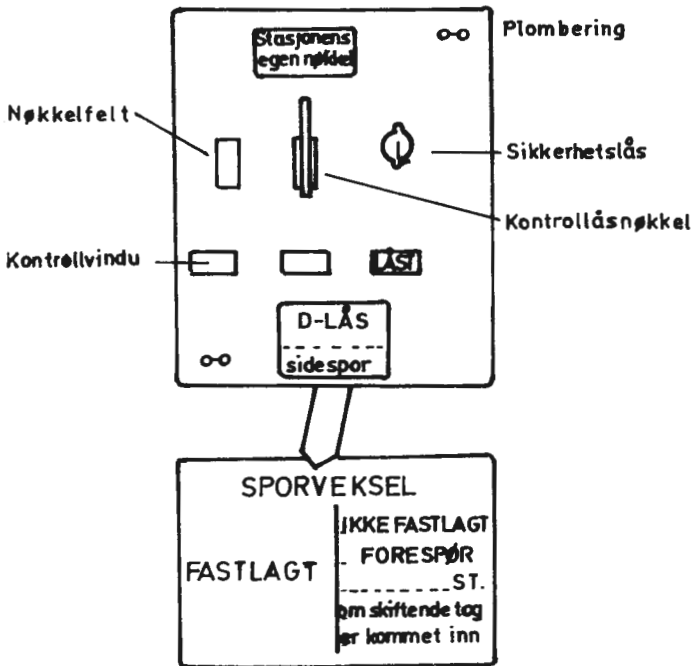 Stasjonens
egen nøkkel
Plombering
Nøkkelfelt
Sikkerhetslås
Kontrollåsnøkkel
Kontrollvindu
LÅST
D-LÅS
sidespor
SPORVEKSEL
FASTLAGT
IKKE FASTLAGT
FORESPØR
ST.
om skiftende tog
er kommet inn